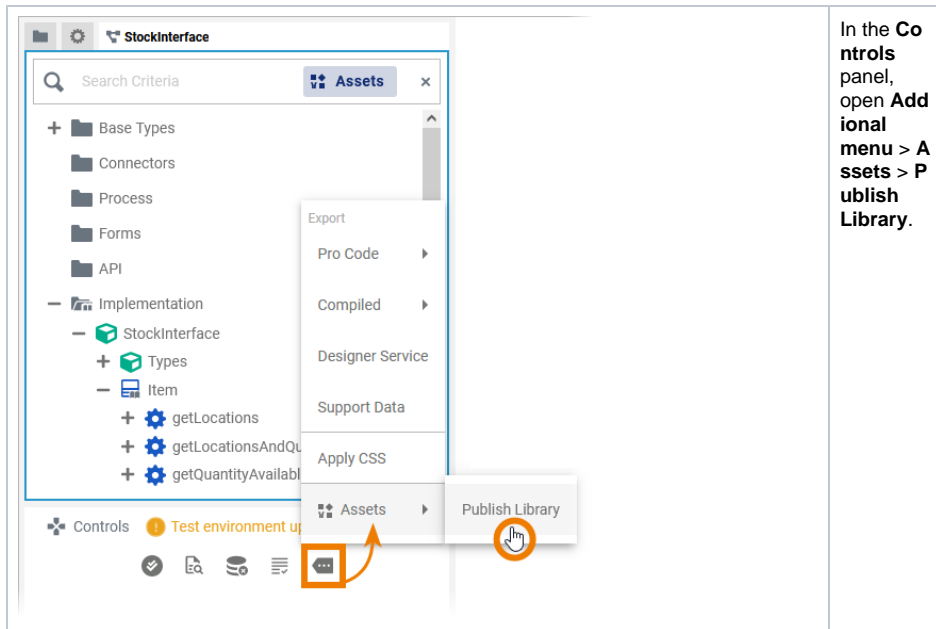 StockInterface
Search Criteria
Assets
×
Base Types
Connectors
Process
Forms
API
Implementation
StockInterface
Types
Item
getLocations
getLocationsAndQu
getQuantityAvailabl
Export
Pro Code
Compiled
Designer Service
Support Data
Apply CSS
Assets
Publish Library
Controls
Test environment up
In the Co
ntrols
panel,
open Add
ional
menu > A
ssets > P
ublish
Library.